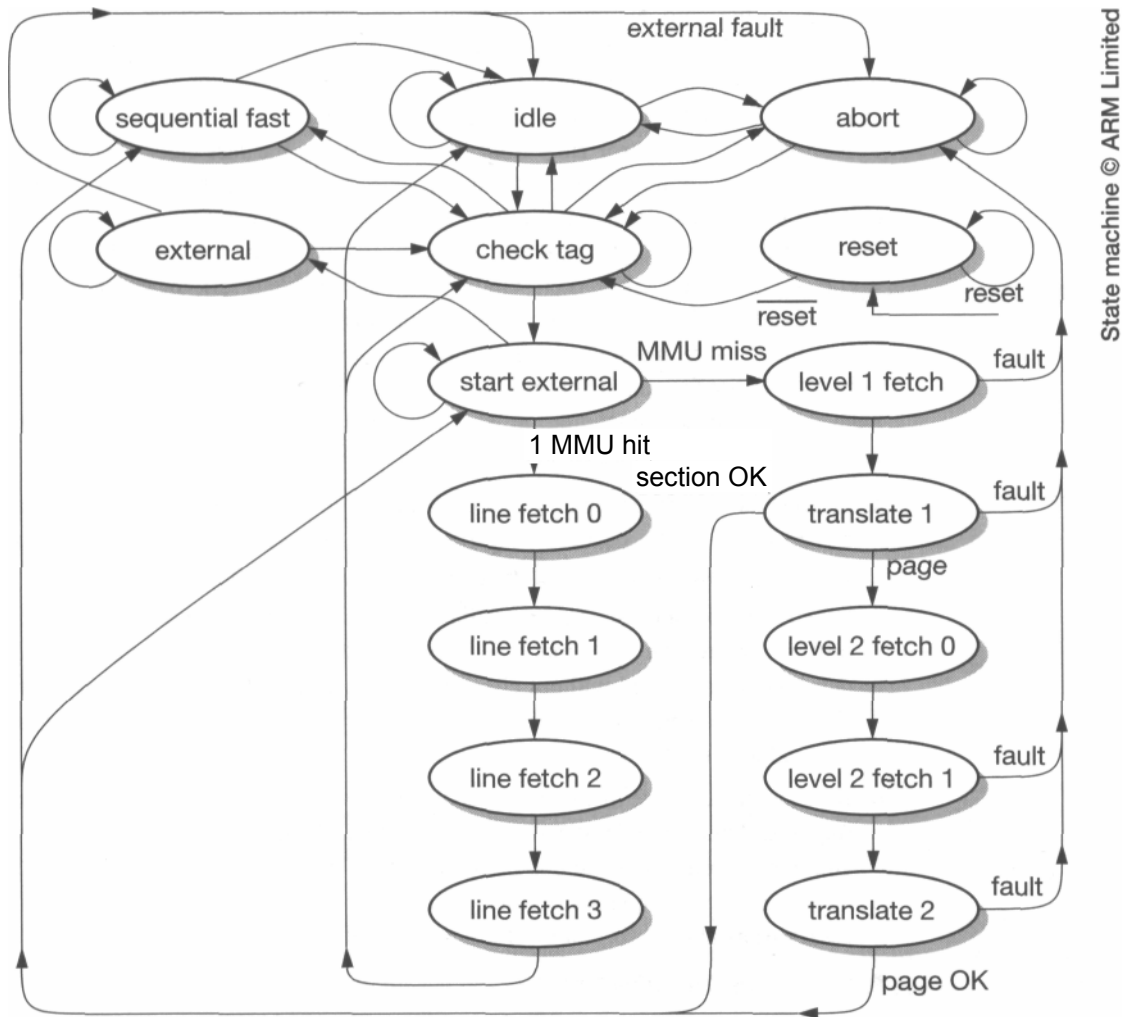 external fault
sequential fast
idle
abort
external
check tag
reset
reset
reset
MMU miss
start external
level 1 fetch
fault
1 MMU hit
section OK
line fetch 0
translate 1
fault
page
line fetch 1
level 2 fetch 0
line fetch 2
level 2 fetch 1
fault
line fetch 3
translate 2
fault
page OK
State machine © ARM Limited